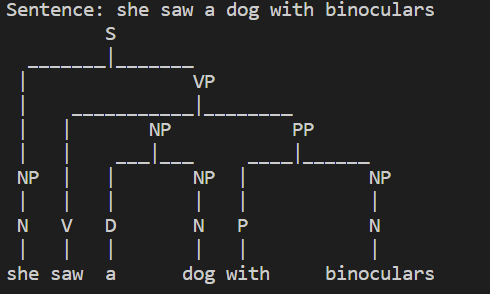 Sentence: she saw a dog with binoculars
S
VP
NP PP
NP NP NP
N V D N P N
she saw a dog with binoculars